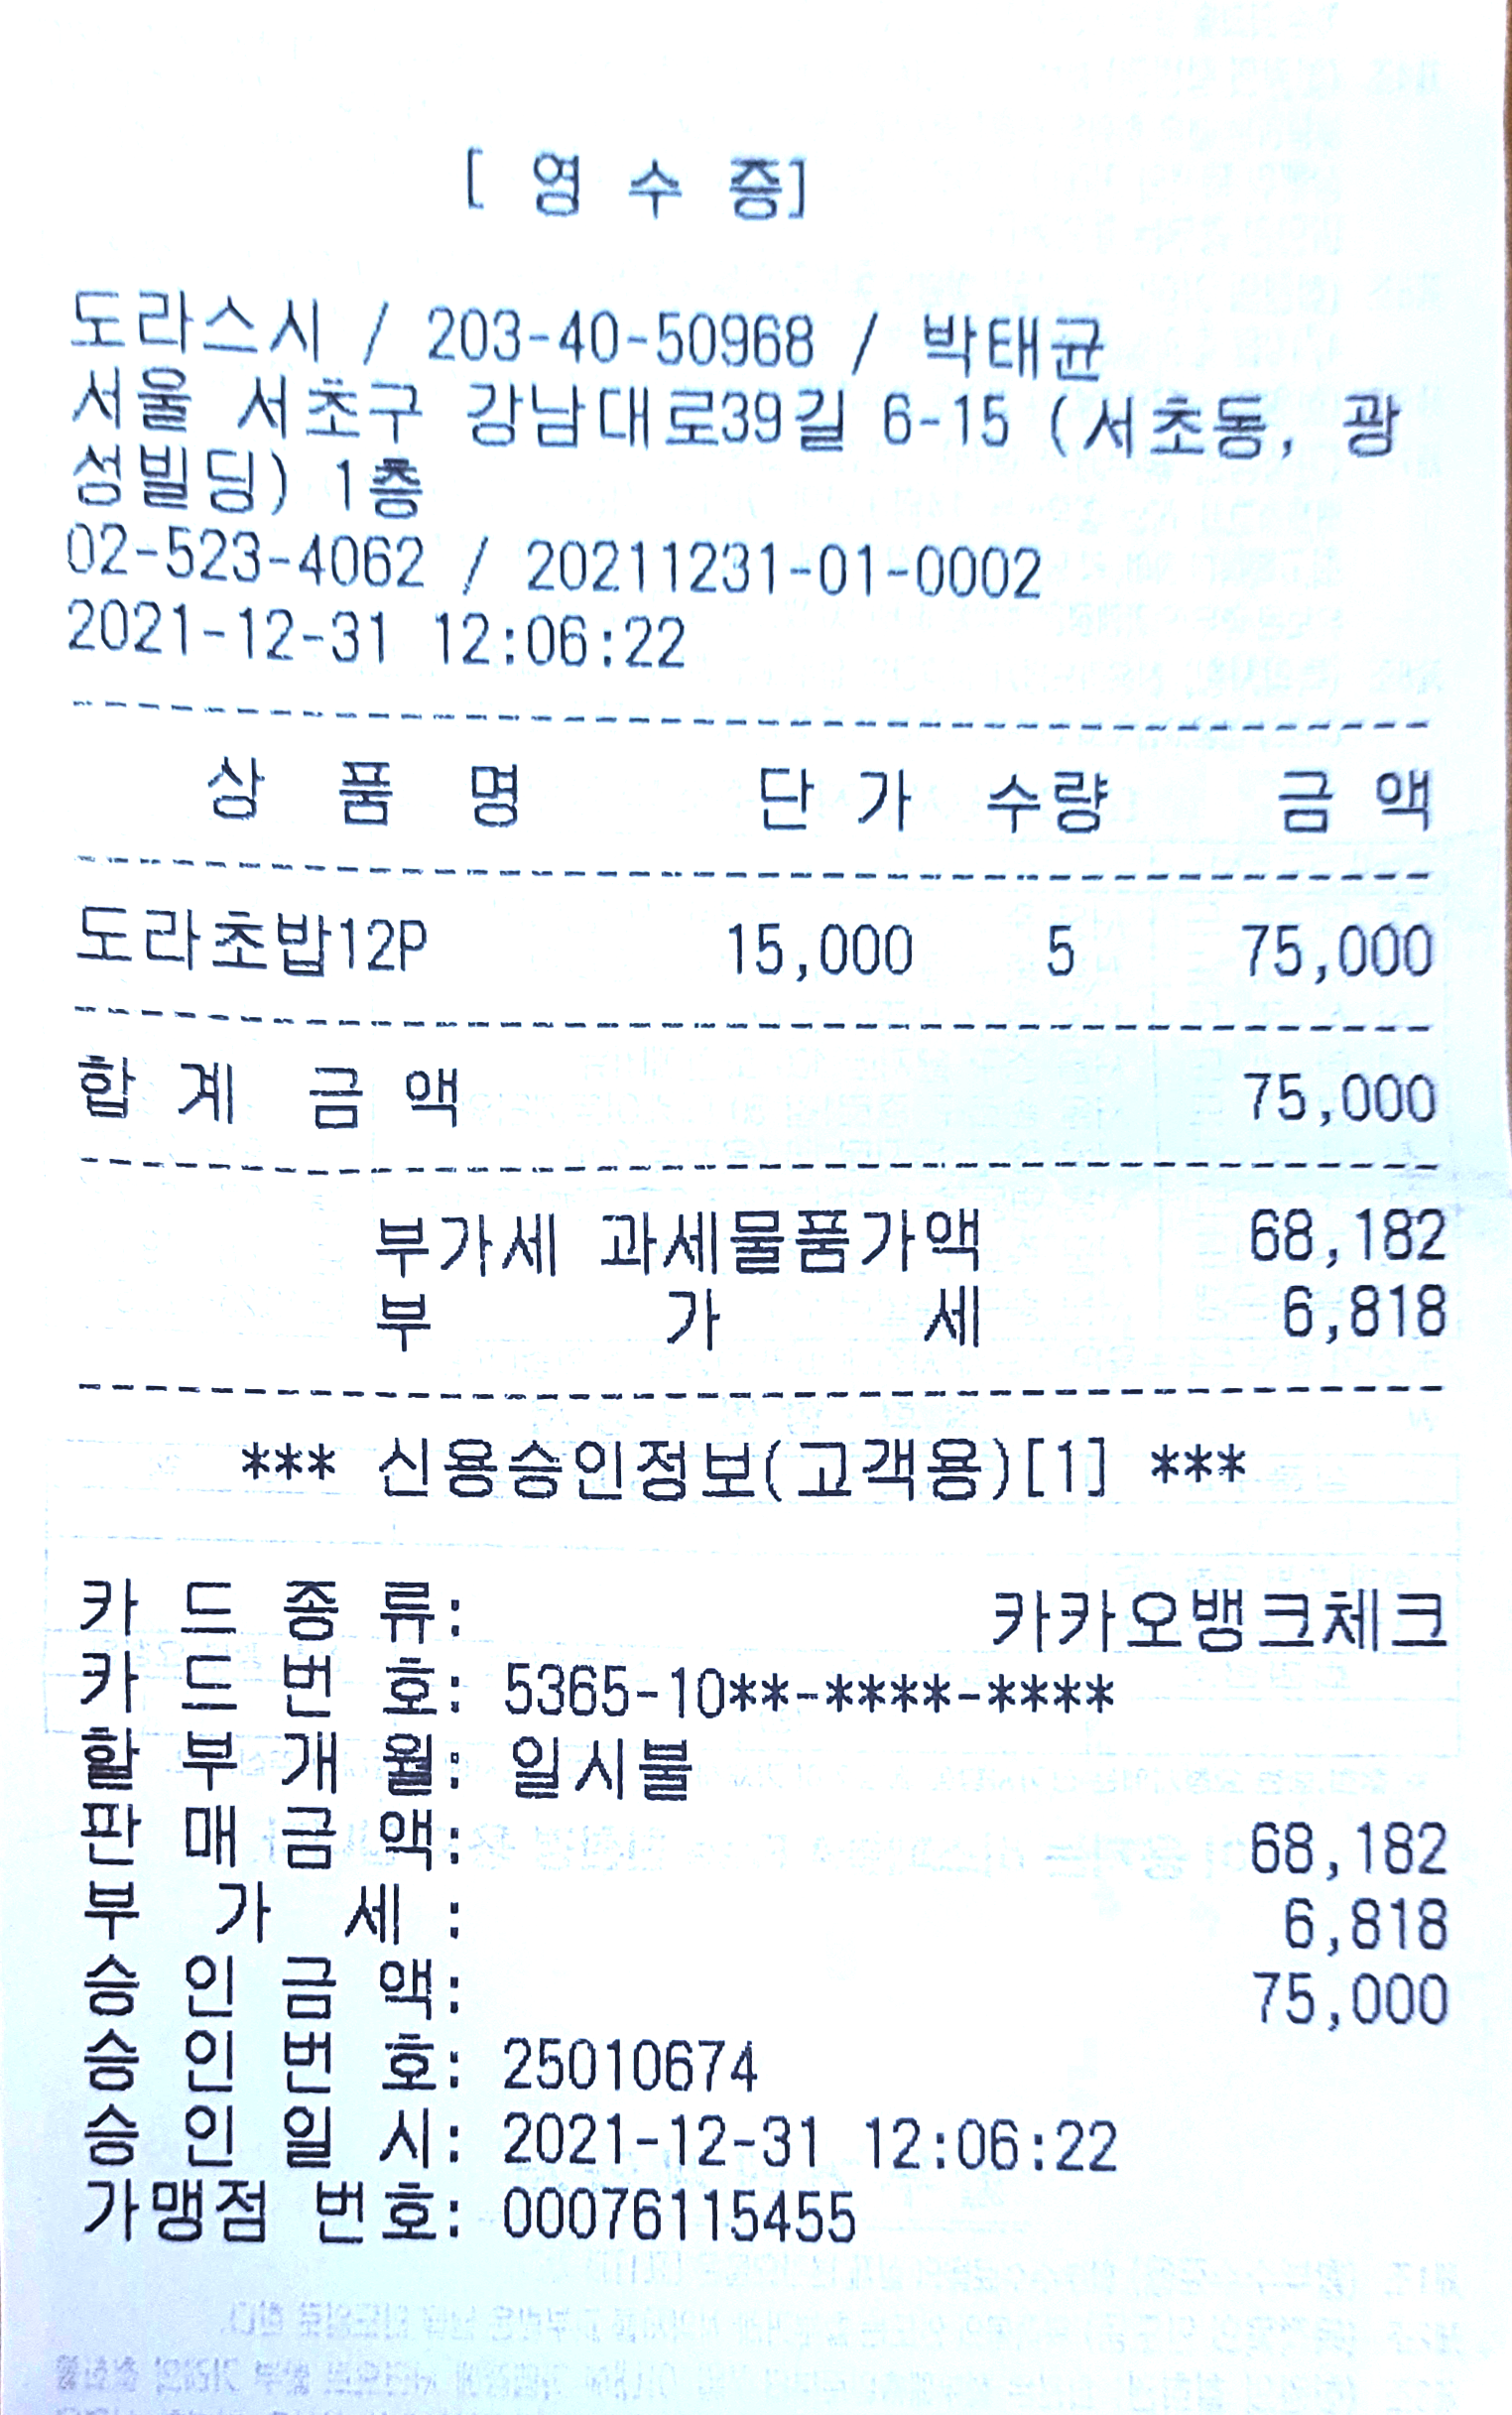 [ 영 수 증]
도라스시 / 203-40-50968 / 박태균
서울 서초구 강남대로39길 6-15 (서초동, 광
성빌딩) 1층
02-523-4062 / 20211231-01-0002
2021-12-31 12:06:22
상 품 명 단 가 수량 금 액
도라초밥12P 15,000 5 75,000
합 계 금 액 75,000
부가세 과세물품가액 68,182
부 가 세 6,818
*** 신용승인정보(고객용)[1] ***
카 드 종 류: 카카오뱅크체크
카 드 번 호: 5365-10**-****-****
할 부 개 월: 일시불
판 매 금 액: 68,182
부 가 세 : 6,818
승 인 금 액: 75,000
승 인 번 호: 25010674
승 인 일 시: 2021-12-31 12:06:22
가맹점 번호: 00076115455